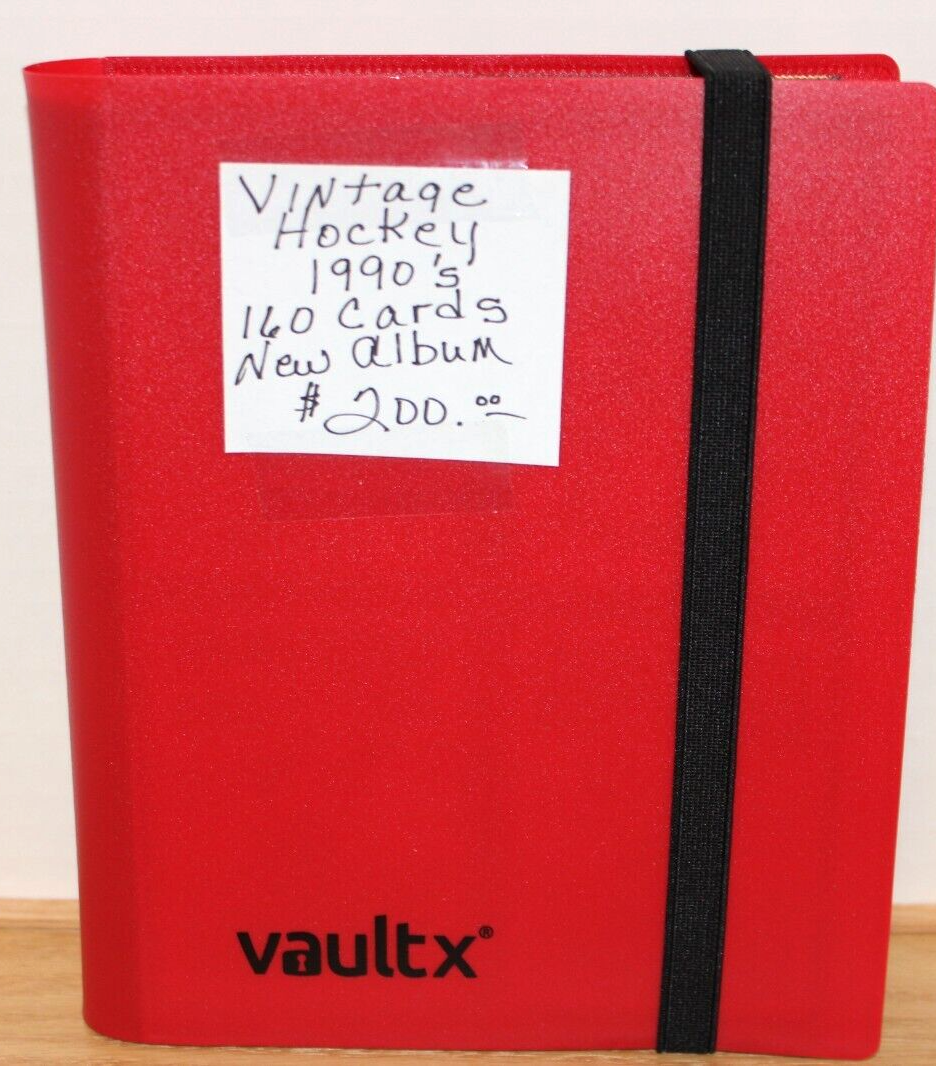 Vintage
Hockey
1990's
160 Cards
New Album
$200.00
vaultx®